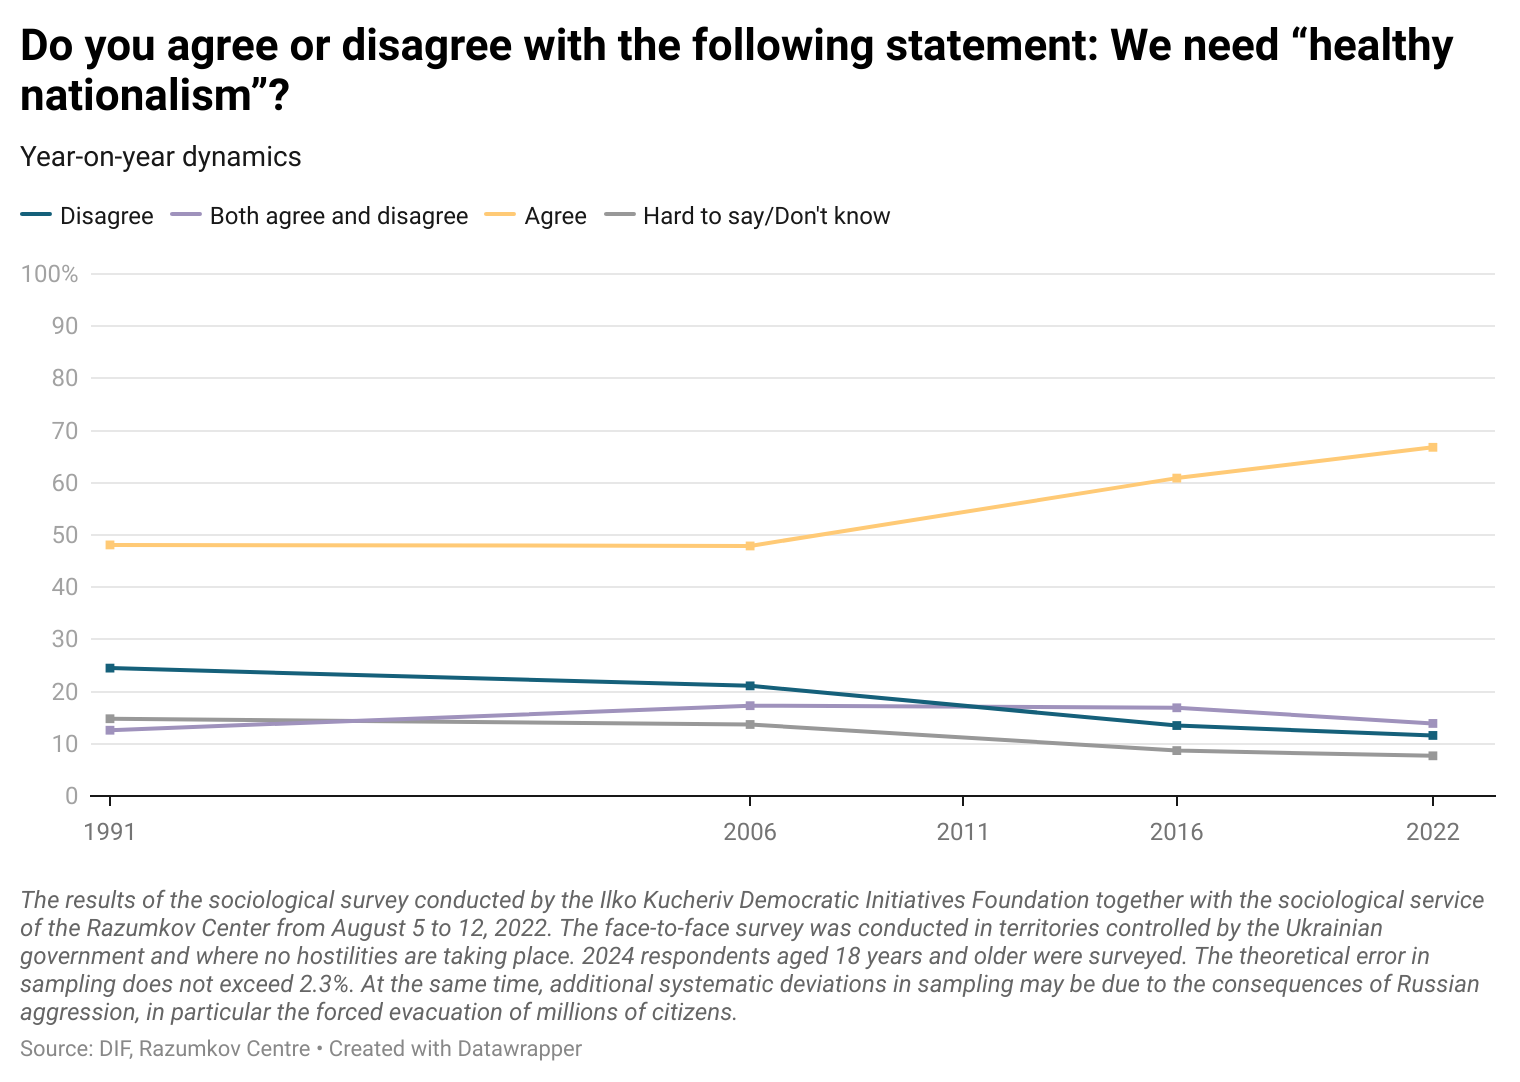 Do you agree or disagree with the following statement: We need “healthy
nationalism”?
Year-on-year dynamics
Disagree Both agree and disagree Agree Hard to say/Don't know
100%
90
80
70
60
50
40
30
20
10
0
1991 2006 2011 2016 2022
The results of the sociological survey conducted by the Ilko Kucheriv Democratic Initiatives Foundation together with the sociological service
of the Razumkov Center from August 5 to 12, 2022. The face-to-face survey was conducted in territories controlled by the Ukrainian
government and where no hostilities are taking place. 2024 respondents aged 18 years and older were surveyed. The theoretical error in
sampling does not exceed 2.3%. At the same time, additional systematic deviations in sampling may be due to the consequences of Russian
aggression, in particular the forced evacuation of millions of citizens.
Source: DIF, Razumkov Centre • Created with Datawrapper